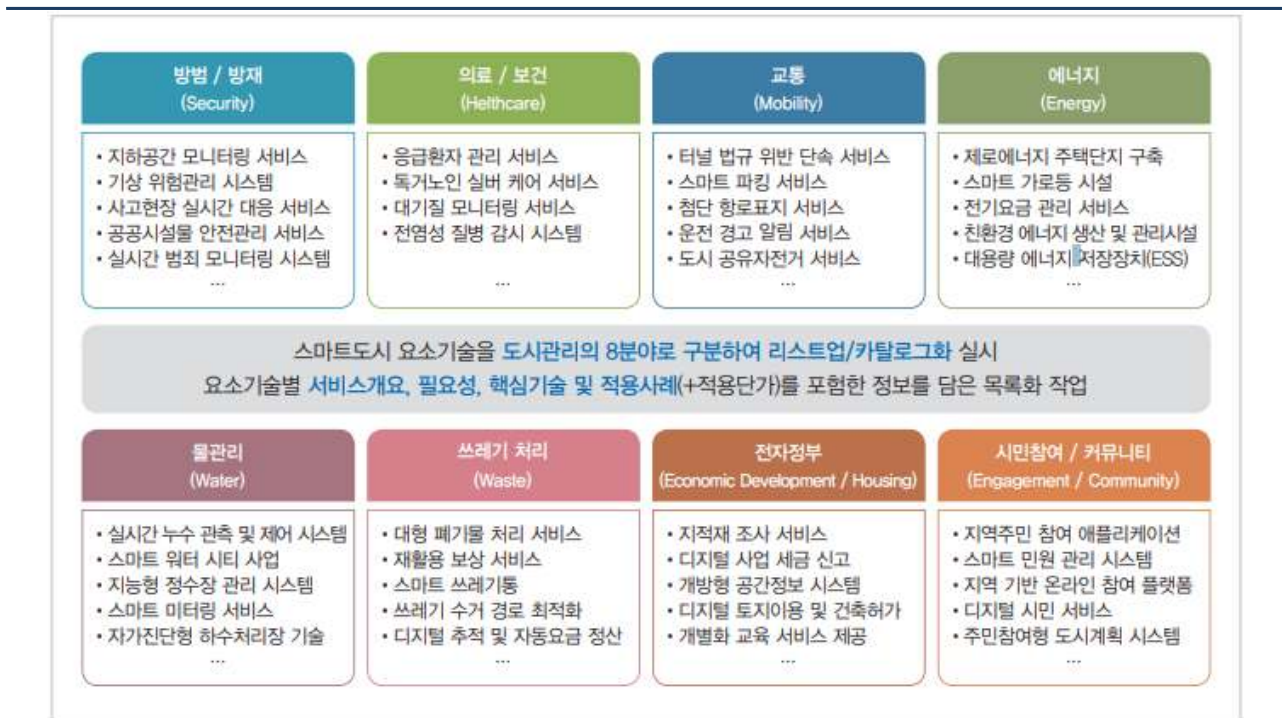 방범 / 방재
(Security)
• 지하공간 모니터링 서비스
• 기상 위험관리 시스템
• 사고현장 실시간 대응 서비스
• 공공시설물 안전관리 서비스
• 실시간 범죄 모니터링 시스템
...
의료 / 보건
(Helthcare)
• 응급환자 관리 서비스
• 독거노인 실버 케어 서비스
• 대기질 모니터링 서비스
• 전염성 질병 감시 시스템
...
교통
(Mobility)
• 터널 법규 위반 단속 서비스
• 스마트 파킹 서비스
• 첨단 항로표지 서비스
• 운전 경고 알림 서비스
• 도시 공유자전거 서비스
...
에너지
(Energy)
• 제로에너지 주택단지 구축
• 스마트 가로등 시설
• 전기요금 관리 서비스
• 친환경 에너지 생산 및 관리시설
• 대용량 에너지 저장장치(ESS)
...
스마트도시 요소기술을 도시관리의 8분야로 구분하여 리스트업/카탈로그화 실시
요소기술별 서비스개요, 필요성, 핵심기술 및 적용사례(+적용단가)를 포함한 정보를 담은 목록화 작업
물관리
(Water)
• 실시간 누수 관측 및 제어 시스템
• 스마트 워터 시티 사업
• 지능형 정수장 관리 시스템
• 스마트 미터링 서비스
• 자가진단형 하수처리장 기술
...
쓰레기 처리
(Waste)
• 대형 폐기물 처리 서비스
• 재활용 보상 서비스
• 스마트 쓰레기통
• 쓰레기 수거 경로 최적화
• 디지털 추적 및 자동요금 정산
...
전자정부
(Economic Development / Housing)
• 지적재 조사 서비스
• 디지털 사업 세금 신고
• 개방형 공간정보 시스템
• 디지털 토지이용 및 건축허가
• 개별화 교육 서비스 제공
...
시민참여 / 커뮤니티
(Engagement / Community)
• 지역주민 참여 애플리케이션
• 스마트 민원 관리 시스템
• 지역 기반 온라인 참여 플랫폼
• 디지털 시민 서비스
• 주민참여형 도시계획 시스템
...